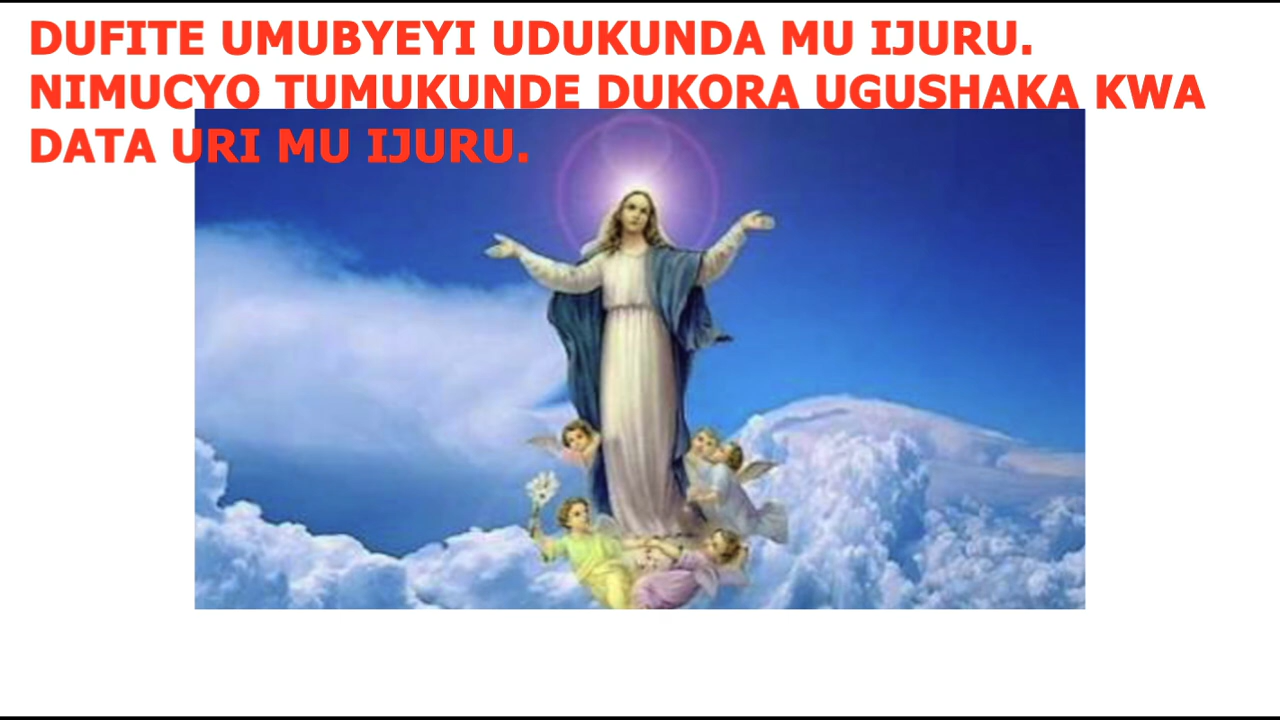 DUFITE UMUBYEYI UDUKUNDA MU IJURU.
NIMUCYO TUMUKUNDE DUKORA UGUSHAKA KWA
DATA URI MU IJURU.